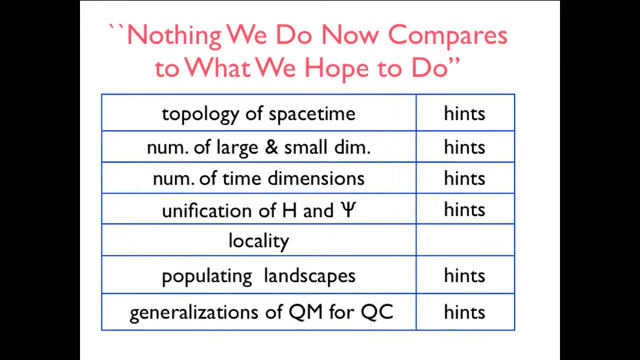 ``Nothing We Do Now Compares
to What We Hope to Do”
topology of spacetime hints
num. of large & small dim. hints
num. of time dimensions hints
unification of H and Ψ hints
locality
populating landscapes hints
generalizations of QM for QC hints